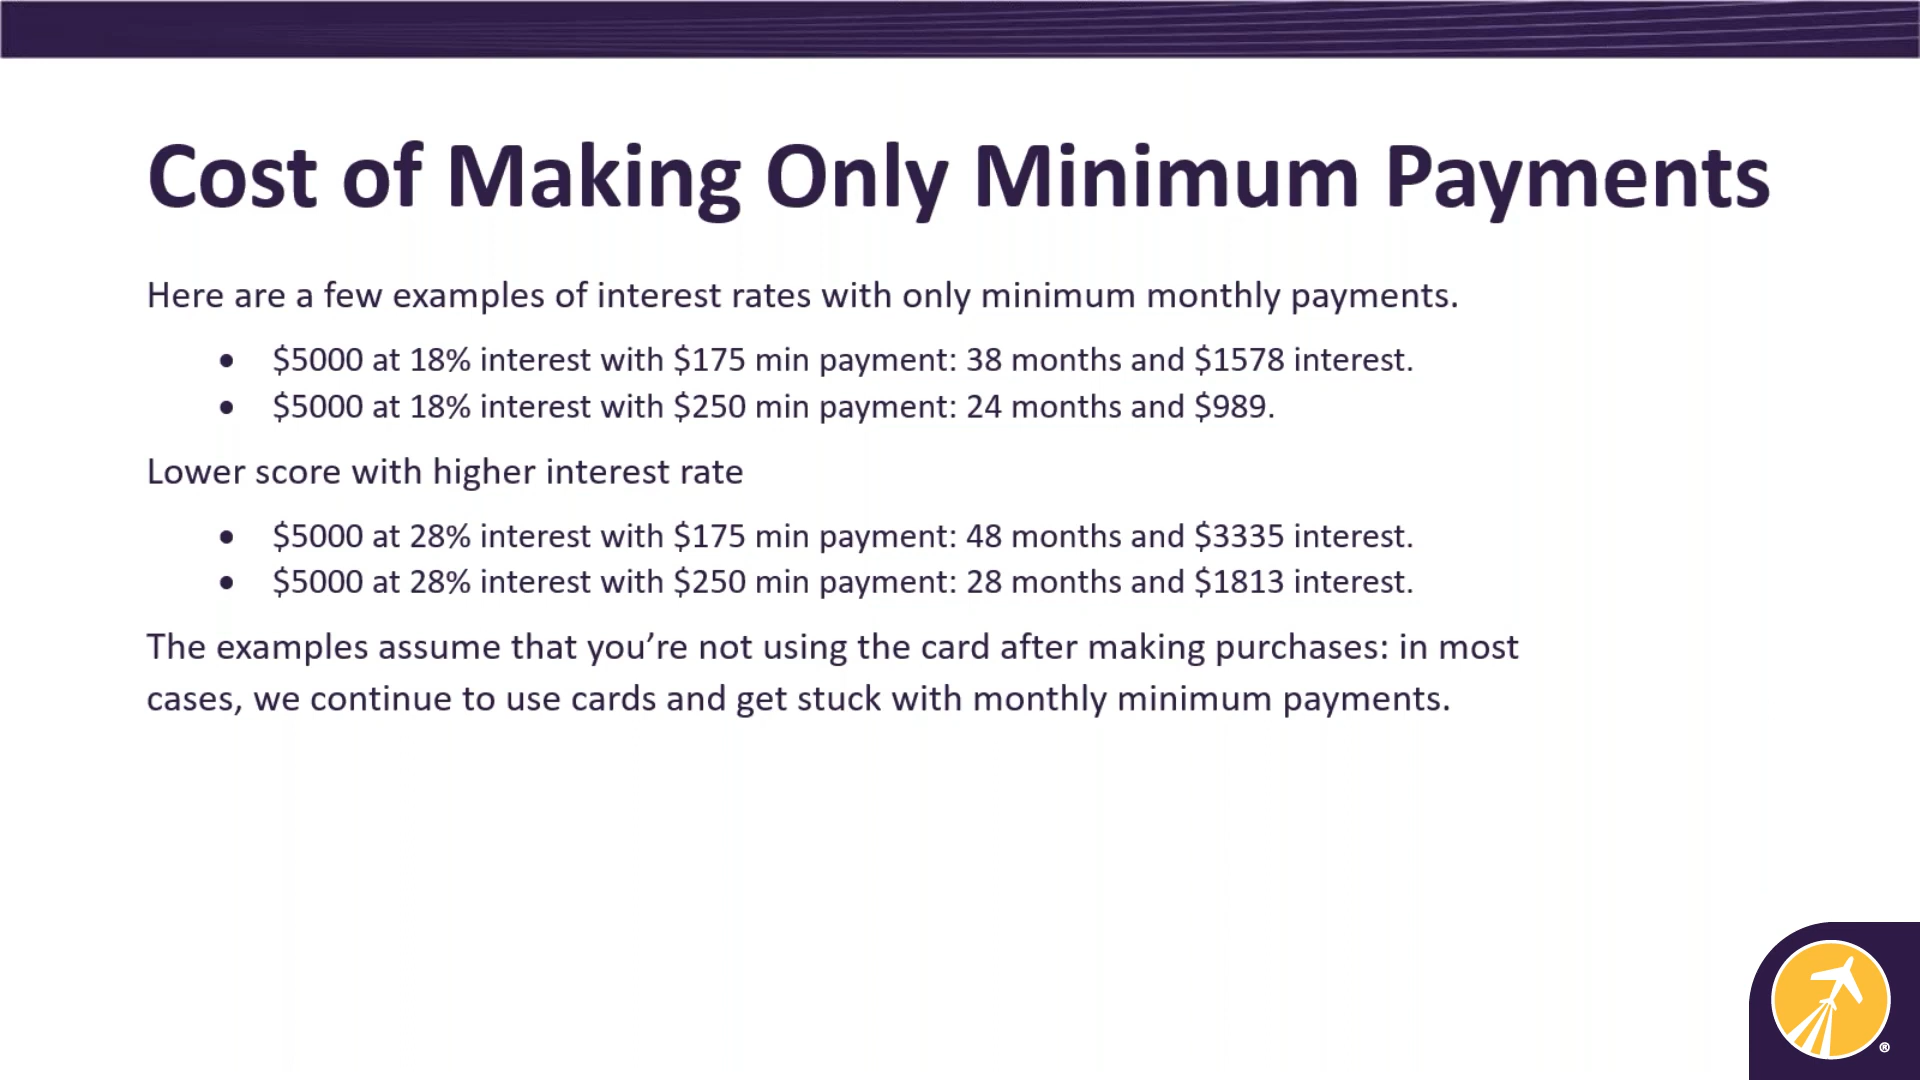 Cost of Making Only Minimum Payments
Here are a few examples of interest rates with only minimum monthly payments.
• $5000 at 18% interest with $175 min payment: 38 months and $1578 interest.
• $5000 at 18% interest with $250 min payment: 24 months and $989.
Lower score with higher interest rate
• $5000 at 28% interest with $175 min payment: 48 months and $3335 interest.
• $5000 at 28% interest with $250 min payment: 28 months and $1813 interest.
The examples assume that you’re not using the card after making purchases: in most
cases, we continue to use cards and get stuck with monthly minimum payments.
®